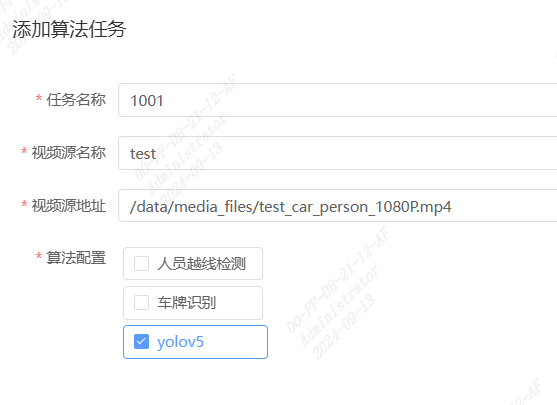 添加算法任务
* 任务名称 1001
* 视频源名称 test
* 视频源地址 /data/media_files/test_car_person_1080P.mp4
* 算法配置 人员越线检测
车牌识别
yolov5
00-FF-DB-21-12-AF
Administrator
2024-09-13
00-FF-DB-21-12-AF
Administrator
2024-09-13